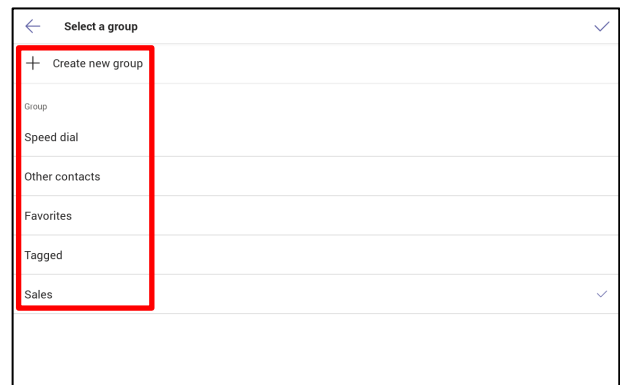 Select a group
Create new group
Group
Speed dial
Other contacts
Favorites
Tagged
Sales